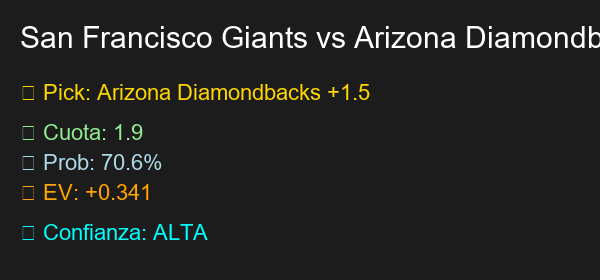 San Francisco Giants vs Arizona Diamondb
Pick: Arizona Diamondbacks +1.5
Cuota: 1.9
Prob: 70.6%
EV: +0.341
Confianza: ALTA